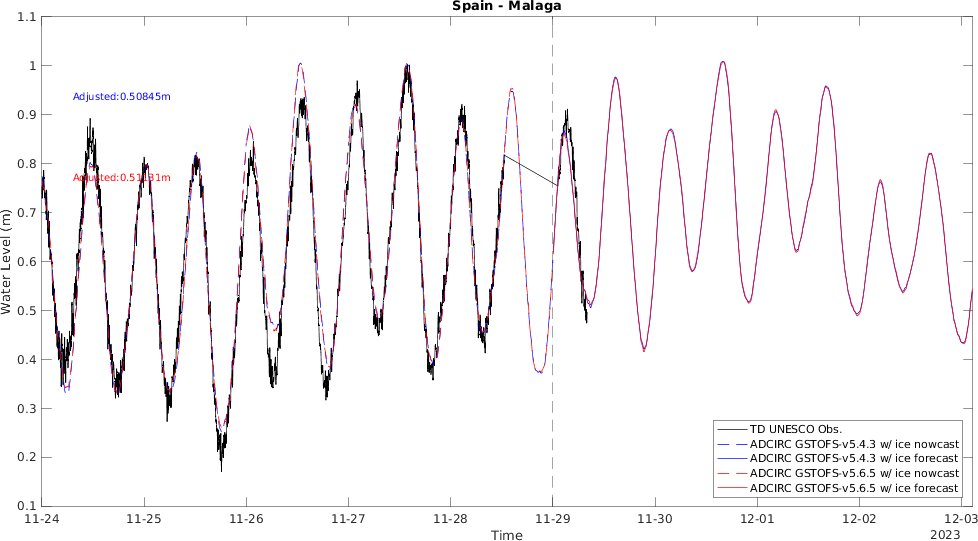 Spain - Malaga
1.1
1
0.9
0.8
0.7
0.6
0.5
0.4
0.3
0.2
0.1
Water Level (m)
Adjusted:0.50845m
TD UNESCO Obs.
ADCIRC GSTOFS-v5.4.3 w/ ice nowcast
ADCIRC GSTOFS-v5.4.3 w/ ice forecast
ADCIRC GSTOFS-v5.6.5 w/ ice nowcast
ADCIRC GSTOFS-v5.6.5 w/ ice forecast
11-24 11-25 11-26 11-27 11-28 11-29 11-30 12-01 12-02 12-03
Time
2023